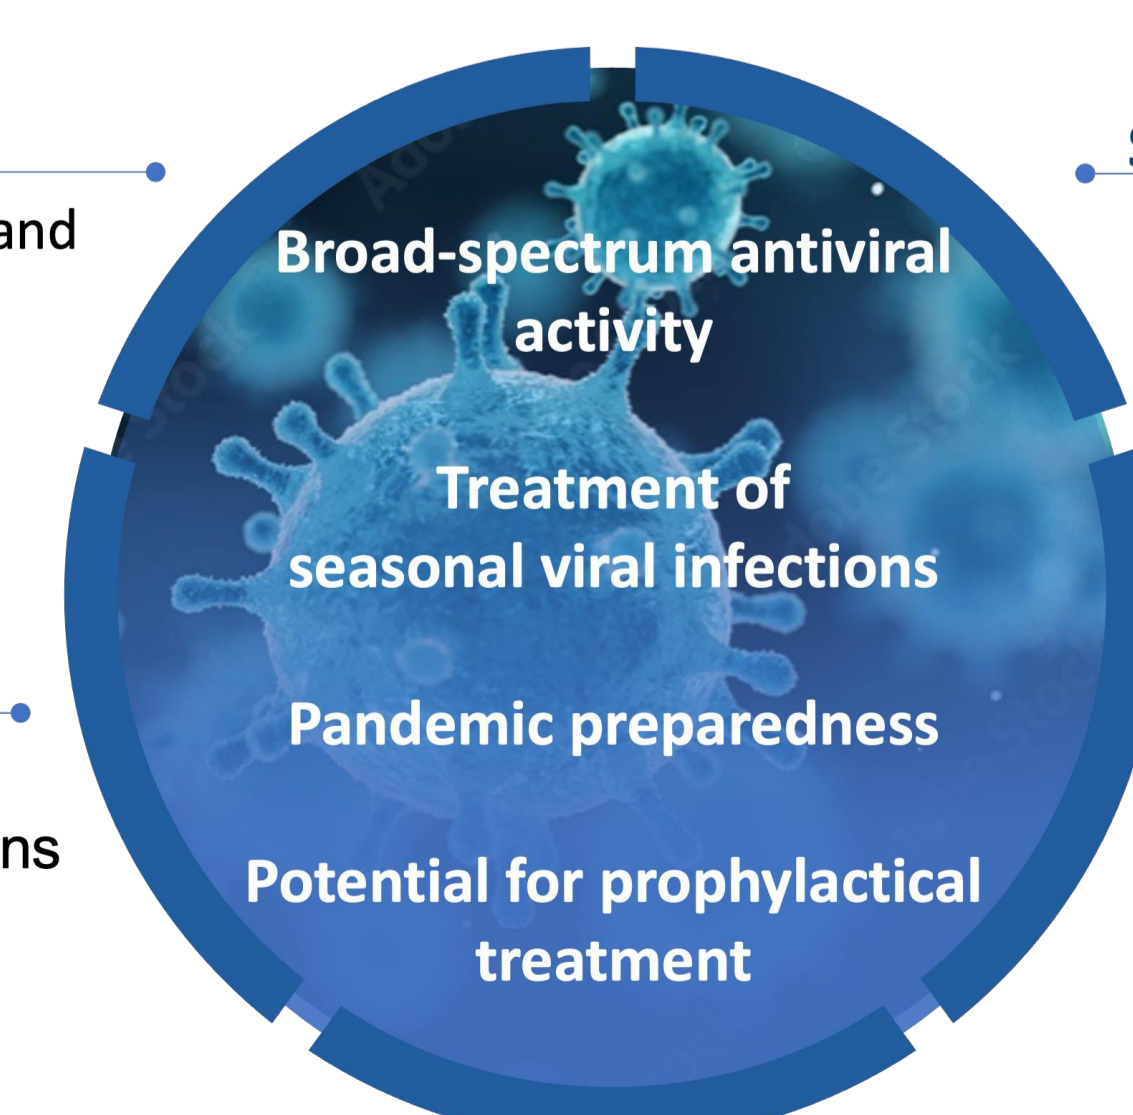 and
Broad-spectrum antiviral
activity
Treatment of
seasonal viral infections
Pandemic preparedness
ns
Potential for prophylactical
treatment